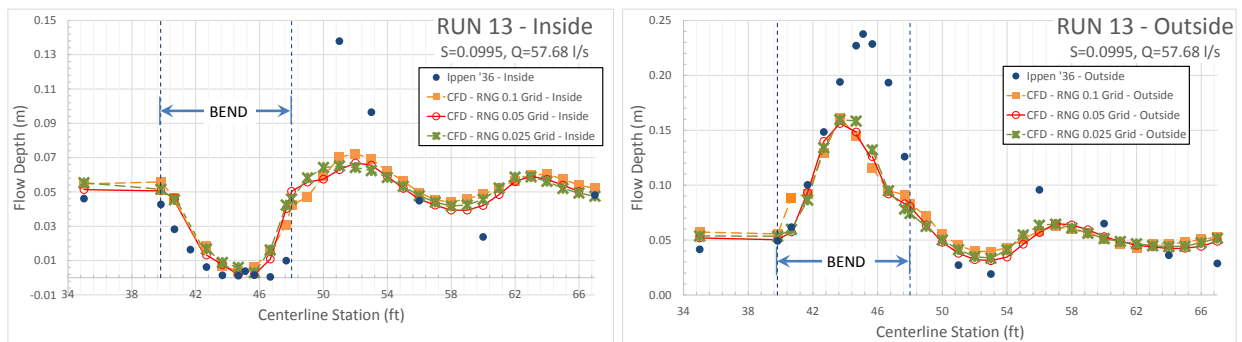 RUN 13 - Inside
S=0.0995, Q=57.68 l/s
Ippen '36 - Inside
CFD - RNG 0.1 Grid - Inside
CFD - RNG 0.05 Grid - Inside
CFD - RNG 0.025 Grid - Inside
BEND
Flow Depth (m)
0.15
0.13
0.11
0.09
0.07
0.05
0.03
0.01
-0.01
34 38 42 46 50 54 58 62 66
Centerline Station (ft)
RUN 13 - Outside
S=0.0995, Q=57.68 l/s
Ippen '36 - Outside
CFD - RNG 0.1 Grid - Outside
CFD - RNG 0.05 Grid - Outside
CFD - RNG 0.025 Grid - Outside
BEND
Flow Depth (m)
0.25
0.20
0.15
0.10
0.05
0.00
34 38 42 46 50 54 58 62 66
Centerline Station (ft)